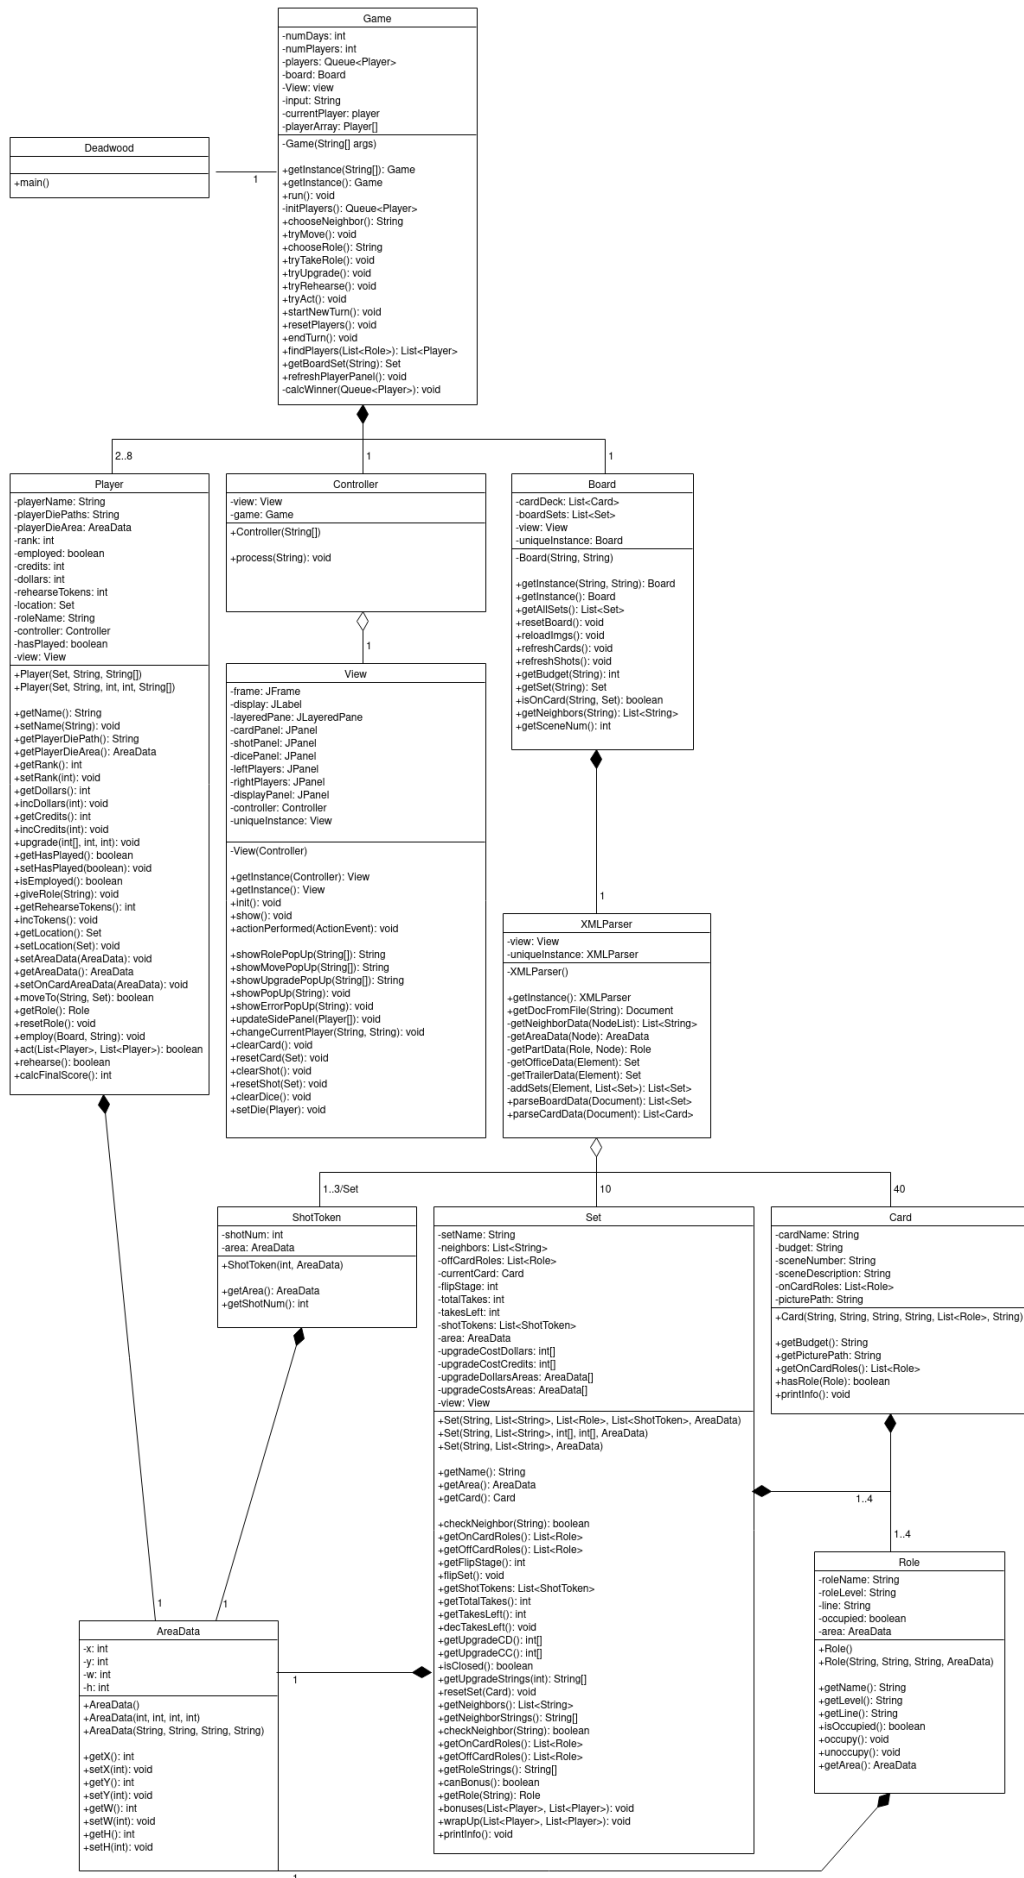 Game
-numDays: int
-numPlayers: int
-players: Queue<Player>
-board: Board
-View: view
-input: String
-currentPlayer: player
-playerArray: Player[]
-Game(String[] args)
+getInstance(String[]): Game
+getInstance(): Game
+run(): void
-initPlayers(): Queue<Player>
+chooseNeighbor(): String
+tryMove(): void
+chooseRole(): String
+tryTakeRole(): void
+tryUpgrade(): void
+tryRehearse(): void
+tryAct(): void
+startNewTurn(): void
+resetPlayers(): void
+endTurn(): void
+findPlayers(List<Role>): List<Player>
+getBoardSet(String): Set
+refreshPlayerPanel(): void
-calcWinner(Queue<Player>): void
Deadwood
+main()
1
2..8
1
1
Player
-playerName: String
-playerDiePaths: String
-playerDieArea: AreaData
-rank: int
-employed: boolean
-credits: int
-dollars: int
-rehearseTokens: int
-location: Set
-roleName: String
-controller: Controller
-hasPlayed: boolean
-view: View
+Player(Set, String, String[])
+Player(Set, String, int, int, String[])
+getName(): String
+setName(String): void
+getPlayerDiePath(): String
+getPlayerDieArea(): AreaData
+getRank(): int
+setRank(int): void
+getDollars(): int
+incDollars(int): void
+getCredits(): int
+incCredits(int): void
+upgrade(int[], int, int): void
+getHasPlayed(): boolean
+setHasPlayed(boolean): void
+isEmployed(): boolean
+giveRole(String): void
+getRehearseTokens(): int
+incTokens(): void
+getLocation(): Set
+setLocation(Set): void
+setAreaData(AreaData): void
+getAreaData(): AreaData
+setOnCardAreaData(AreaData): void
+moveTo(String, Set): boolean
+getRole(): Role
+resetRole(): void
+employ(Board, String): void
+act(List<Player>, List<Player>): boolean
+rehearse(): boolean
+calcFinalScore(): int
Controller
-view: View
-game: Game
+Controller(String[])
+process(String): void
1
View
-frame: JFrame
-display: JLabel
-layeredPane: JLayeredPane
-cardPanel: JPanel
-shotPanel: JPanel
-dicePanel: JPanel
-leftPlayers: JPanel
-rightPlayers: JPanel
-displayPanel: JPanel
-controller: Controller
-uniqueInstance: View
-View(Controller)
+getInstance(Controller): View
+getInstance(): View
+init(): void
+show(): void
+actionPerformed(ActionEvent): void
+showRolePopUp(String[]): String
+showMovePopUp(String[]): String
+showUpgradePopUp(String[]): String
+showPopUp(String): void
+showErrorPopUp(String): void
+updateSidePanel(Player[]): void
+changeCurrentPlayer(String, String): void
+clearCard(): void
+resetCard(Set): void
+clearShot(): void
+resetShot(Set): void
+clearDice(): void
+setDie(Player): void
Board
-cardDeck: List<Card>
-boardSets: List<Set>
-view: View
-uniqueInstance: Board
-Board(String, String)
+getInstance(String, String): Board
+getInstance(): Board
+getAllSets(): List<Set>
+resetBoard(): void
+reloadImgs(): void
+refreshCards(): void
+refreshShots(): void
+getBudget(String): int
+getSet(String): Set
+isOnCard(String, Set): boolean
+getNeighbors(String): List<String>
+getSceneNum(): int
1
XMLParser
-view: View
-uniqueInstance: XMLParser
-XMLParser()
+getInstance(): XMLParser
+getDocFromFile(String): Document
-getNeighborData(NodeList): List<String>
-getAreaData(Node): AreaData
-getPartData(Role, Node): Role
-getOfficeData(Element): Set
-getTrailerData(Element): Set
-addSets(Element, List<Set>): List<Set>
+parseBoardData(Document): List<Set>
+parseCardData(Document): List<Card>
1..3/Set
10
40
ShotToken
-shotNum: int
-area: AreaData
+ShotToken(int, AreaData)
+getArea(): AreaData
+getShotNum(): int
Set
-setName: String
-neighbors: List<String>
-offCardRoles: List<Role>
-currentCard: Card
-flipStage: int
-totalTakes: int
-takesLeft: int
-shotTokens: List<ShotToken>
-area: AreaData
-upgradeCostDollars: int[]
-upgradeCostCredits: int[]
-upgradeDollarsAreas: AreaData[]
-upgradeCostsAreas: AreaData[]
-view: View
+Set(String, List<String>, List<Role>, List<ShotToken>, AreaData)
+Set(String, List<String>, int[], int[], AreaData)
+Set(String, List<String>, AreaData)
+getName(): String
+getArea(): AreaData
+getCard(): Card
+checkNeighbor(String): boolean
+getOnCardRoles(): List<Role>
+getOffCardRoles(): List<Role>
+getFlipStage(): int
+flipSet(): void
+getShotTokens: List<ShotToken>
+getTotalTakes(): int
+getTakesLeft(): int
+decTakesLeft(): void
+getUpgradeCD(): int[]
+getUpgradeCC(): int[]
+isClosed(): boolean
+getUpgradeStrings(int): String[]
+resetSet(Card): void
+getNeighbors(): List<String>
+getNeighborStrings(): String[]
+checkNeighbor(String): boolean
+getOnCardRoles(): List<Role>
+getOffCardRoles(): List<Role>
+getRoleStrings(): String[]
+canBonus(): boolean
+getRole(String): Role
+bonuses(List<Player>, List<Player>): void
+wrapUp(List<Player>, List<Player>): void
+printInfo(): void
Card
-cardName: String
-budget: String
-sceneNumber: String
-sceneDescription: String
-onCardRoles: List<Role>
-picturePath: String
+Card(String, String, String, String, List<Role>, String)
+getBudget(): String
+getPicturePath: String
+getOnCardRoles(): List<Role>
+hasRole(Role): boolean
+printInfo(): void
1..4
1..4
Role
-roleName: String
-roleLevel: String
-line: String
-occupied: boolean
-area: AreaData
+Role()
+Role(String, String, String, AreaData)
+getName(): String
+getLevel(): String
+getLine(): String
+isOccupied(): boolean
+occupy(): void
+unoccupy(): void
+getArea(): AreaData
1
1
AreaData
-x: int
-y: int
-w: int
-h: int
+AreaData()
+AreaData(int, int, int, int)
+AreaData(String, String, String, String)
+getX(): int
+setX(int): void
+getY(): int
+setY(int): void
+getW(): int
+setW(int): void
+getH(): int
+setH(int): void
1
1